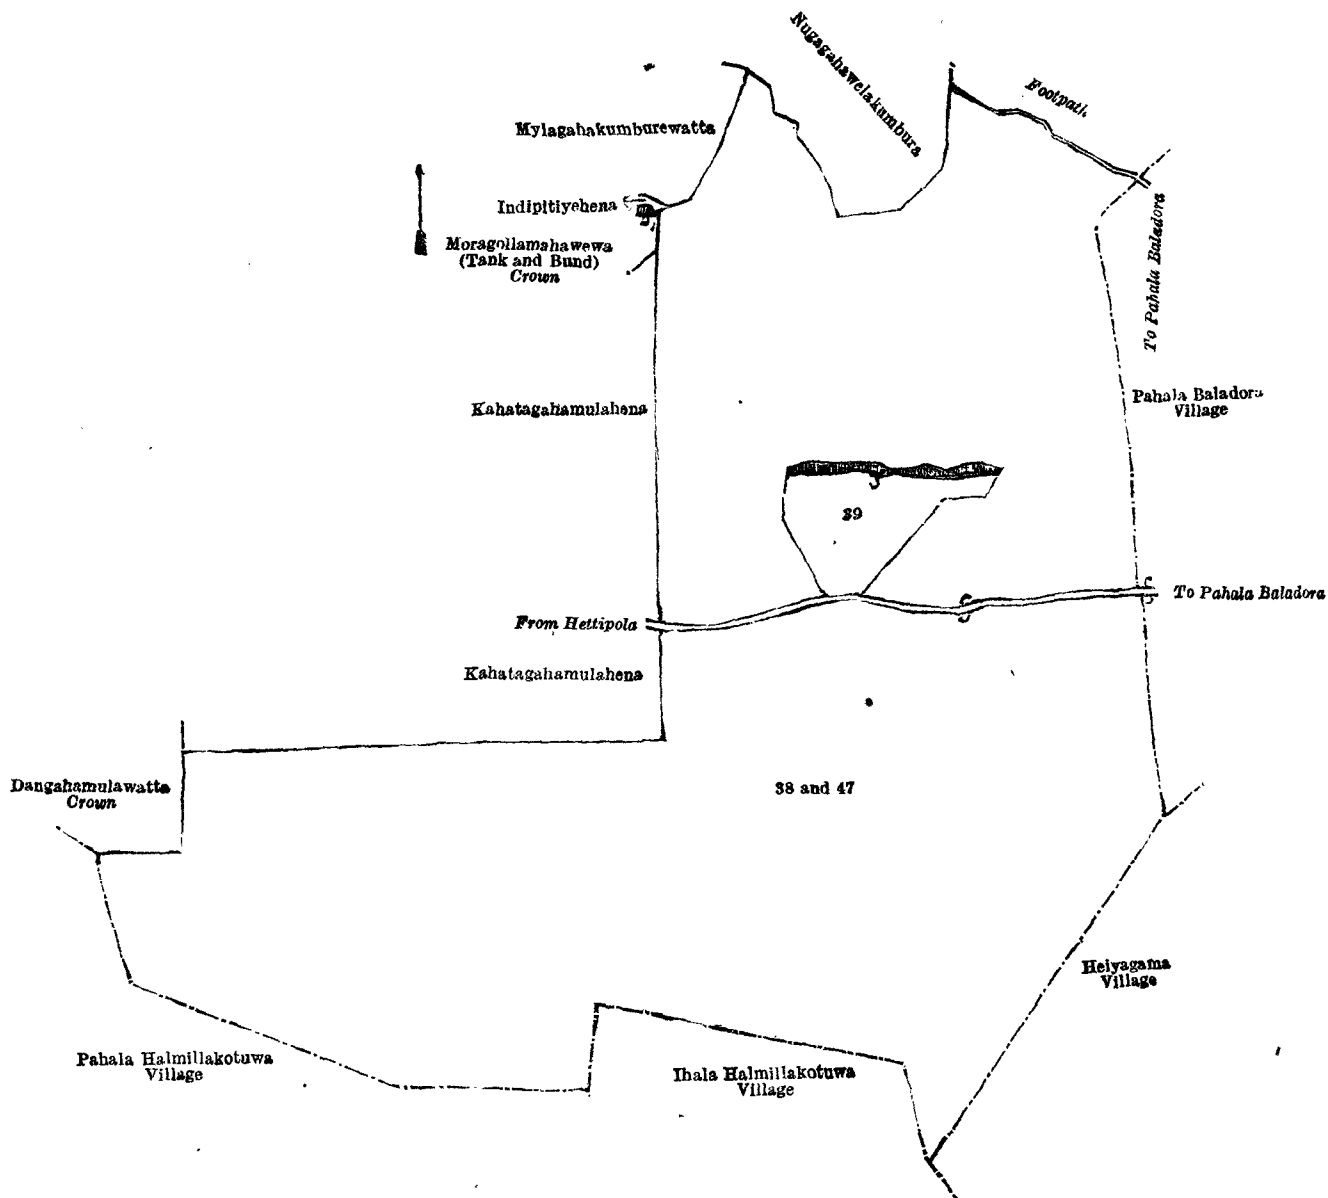 Nugagahawelakumbura
Footpath
Mylagahakumburewatta
Indipitiyehena
Moragollamahawewa
(Tank and Bund)
Crown
To Pahala Baladora
Kahatagahamulahena
Pahala Baladora
Village
39
From Hettipola
To Pahala Baladora
Kahatagahamulahena
Dangahamulawatta
Crown
38 and 47
Heiyagama
Village
Pahala Halmillakotuwa
Village
Ihala Halmillakotuwa
Village